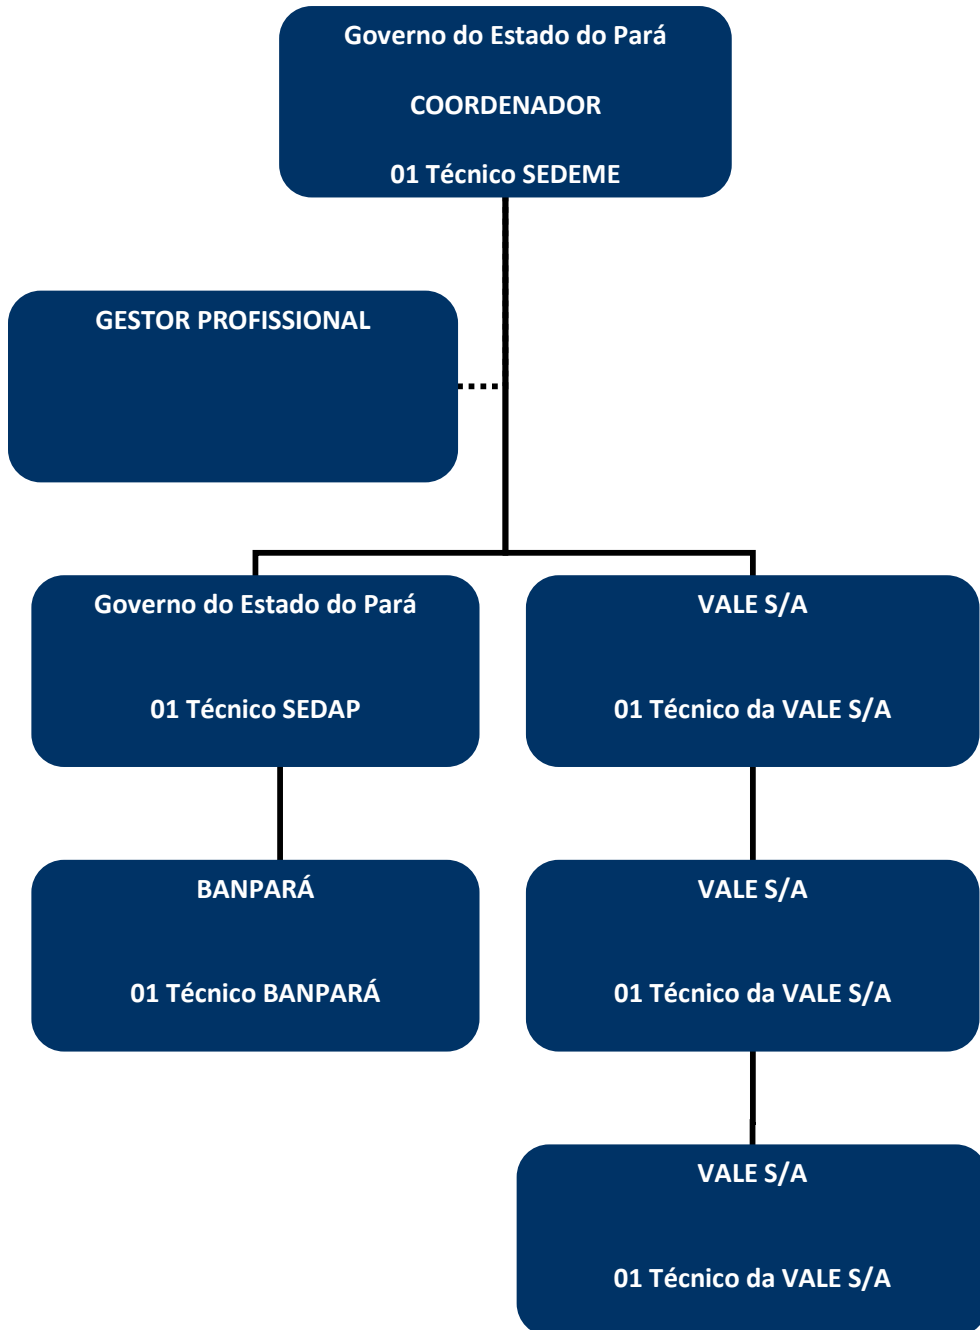 Governo do Estado do Pará
COORDENADOR
01 Técnico SEDEME
GESTOR PROFISSIONAL
Governo do Estado do Pará
01 Técnico SEDAP
VALE S/A
01 Técnico da VALE S/A
BANPARÁ
01 Técnico BANPARÁ
VALE S/A
01 Técnico da VALE S/A
VALE S/A
01 Técnico da VALE S/A